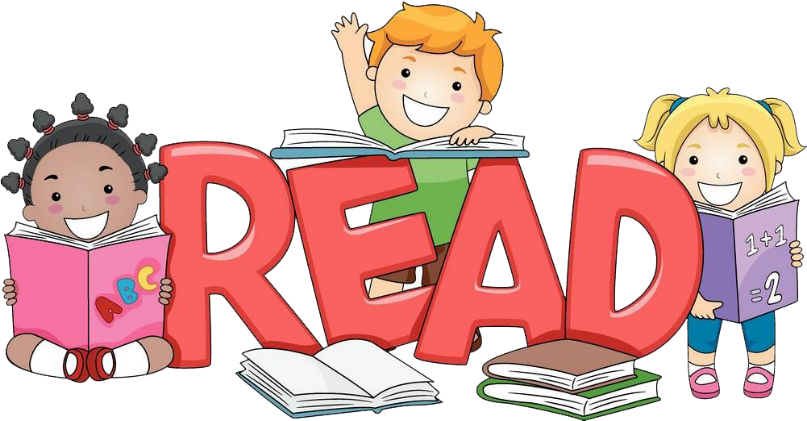 READ
ABC
1+1
=2